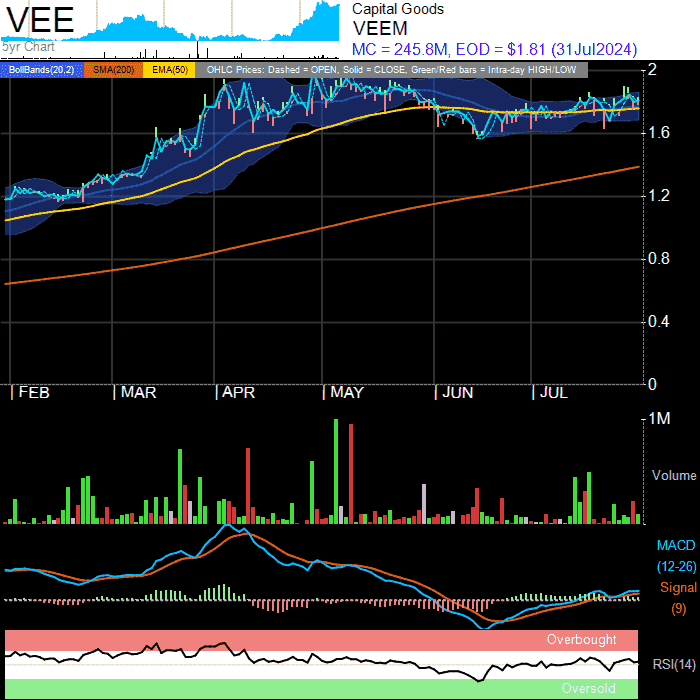 VEE
5yr Chart
Capital Goods
VEEM
MC = 245.8M, EOD = $1.81 (31Jul2024)
BollBands(20,2) SMA(200) EMA(50) OHLC Prices: Dashed = OPEN, Solid = CLOSE, Green/Red bars = Intra-day HIGH/LOW
2
1.6
1.2
0.8
0.4
0
FEB MAR APR MAY JUN JUL
1M
Volume
MACD
(12-26)
Signal
(9)
Overbought
RSI(14)
Oversold